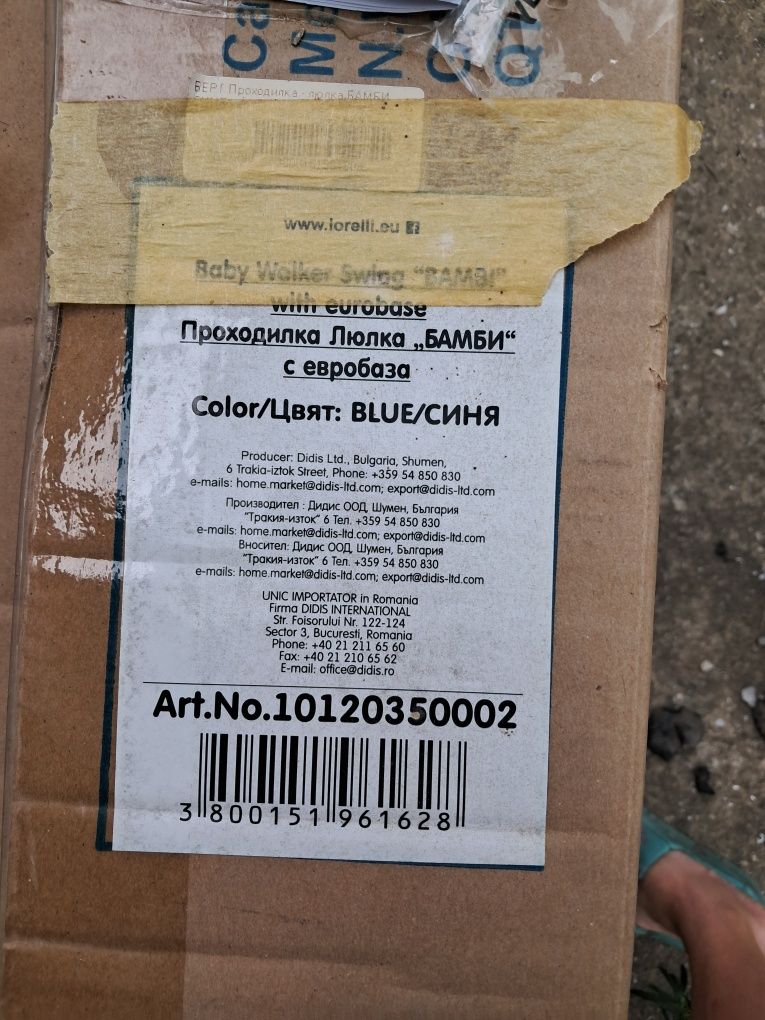 Ca
Ms
N.
Q
БЕРГ Проходилка - люлка БАМБИ
www.lorelli.eu
Baby Walker Swing "BAMBI"
with eurobase
Проходилка Люлка „БАМБИ“
с евробаза
Color/Цвят: BLUE/СИНЯ
Producer: Didis Ltd., Bulgaria, Shumen,
6 Trakia-iztok Street, Phone: +359 54 850 830
e-mails: home.market@didis-ltd.com; export@didis-ltd.com
Производител : Дидис ООД, Шумен, България
"Тракия-изток" 6 Тел. +359 54 850 830
e-mails: home.market@didis-ltd.com; export@didis-ltd.com
Вносител: Дидис ООД, Шумен, България
"Тракия-изток" 6 Тел. +359 54 850 830
e-mails: home.market@didis-ltd.com; export@didis-ltd.com
UNIC IMPORTATOR in Romania
Firma DIDIS INTERNATIONAL
Str. Foisorului Nr. 122-124
Sector 3, Bucuresti, Romania
Phone: +40 21 211 65 60
Fax: +40 21 210 65 62
E-mail: office@didis.ro
Art.No.10120350002
3 800151 961628